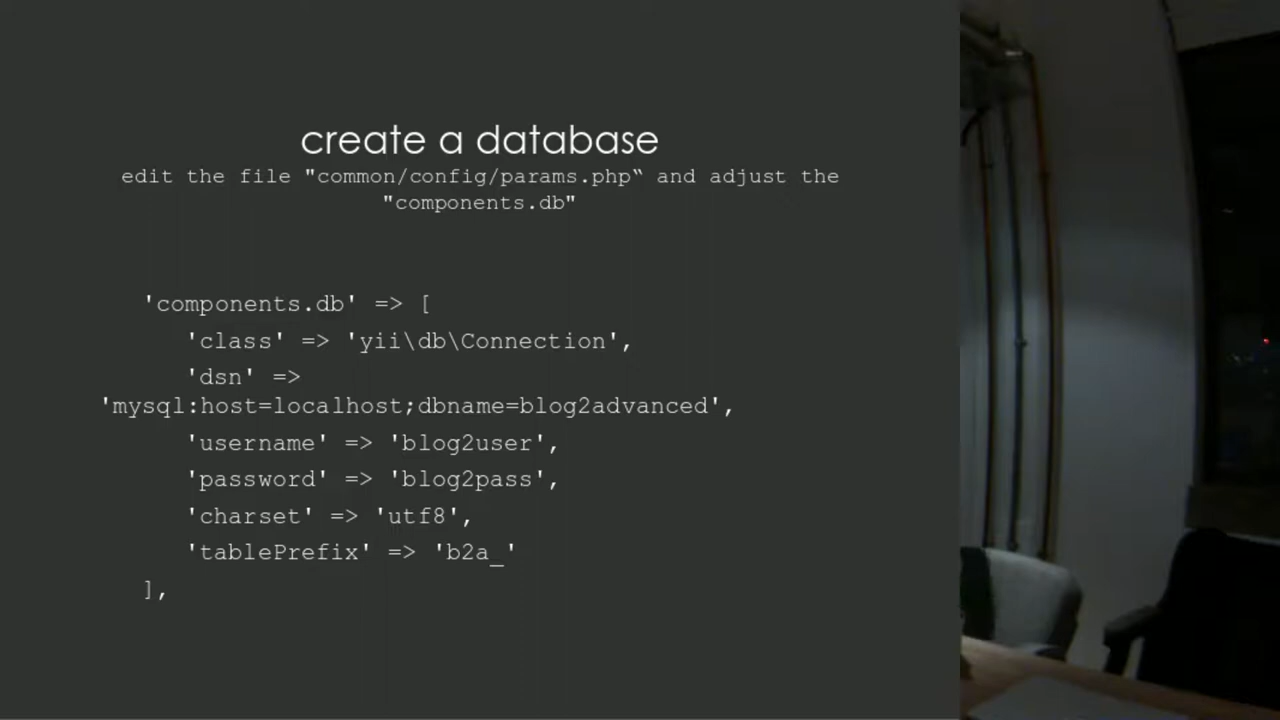 create a database
edit the file "common/config/params.php“ and adjust the
"components.db"
'components.db' => [
'class' => 'yii\db\Connection',
'dsn' =>
'mysql:host=localhost;dbname=blog2advanced',
'username' => 'blog2user',
'password' => 'blog2pass',
'charset' => 'utf8',
'tablePrefix' => 'b2a_'
],